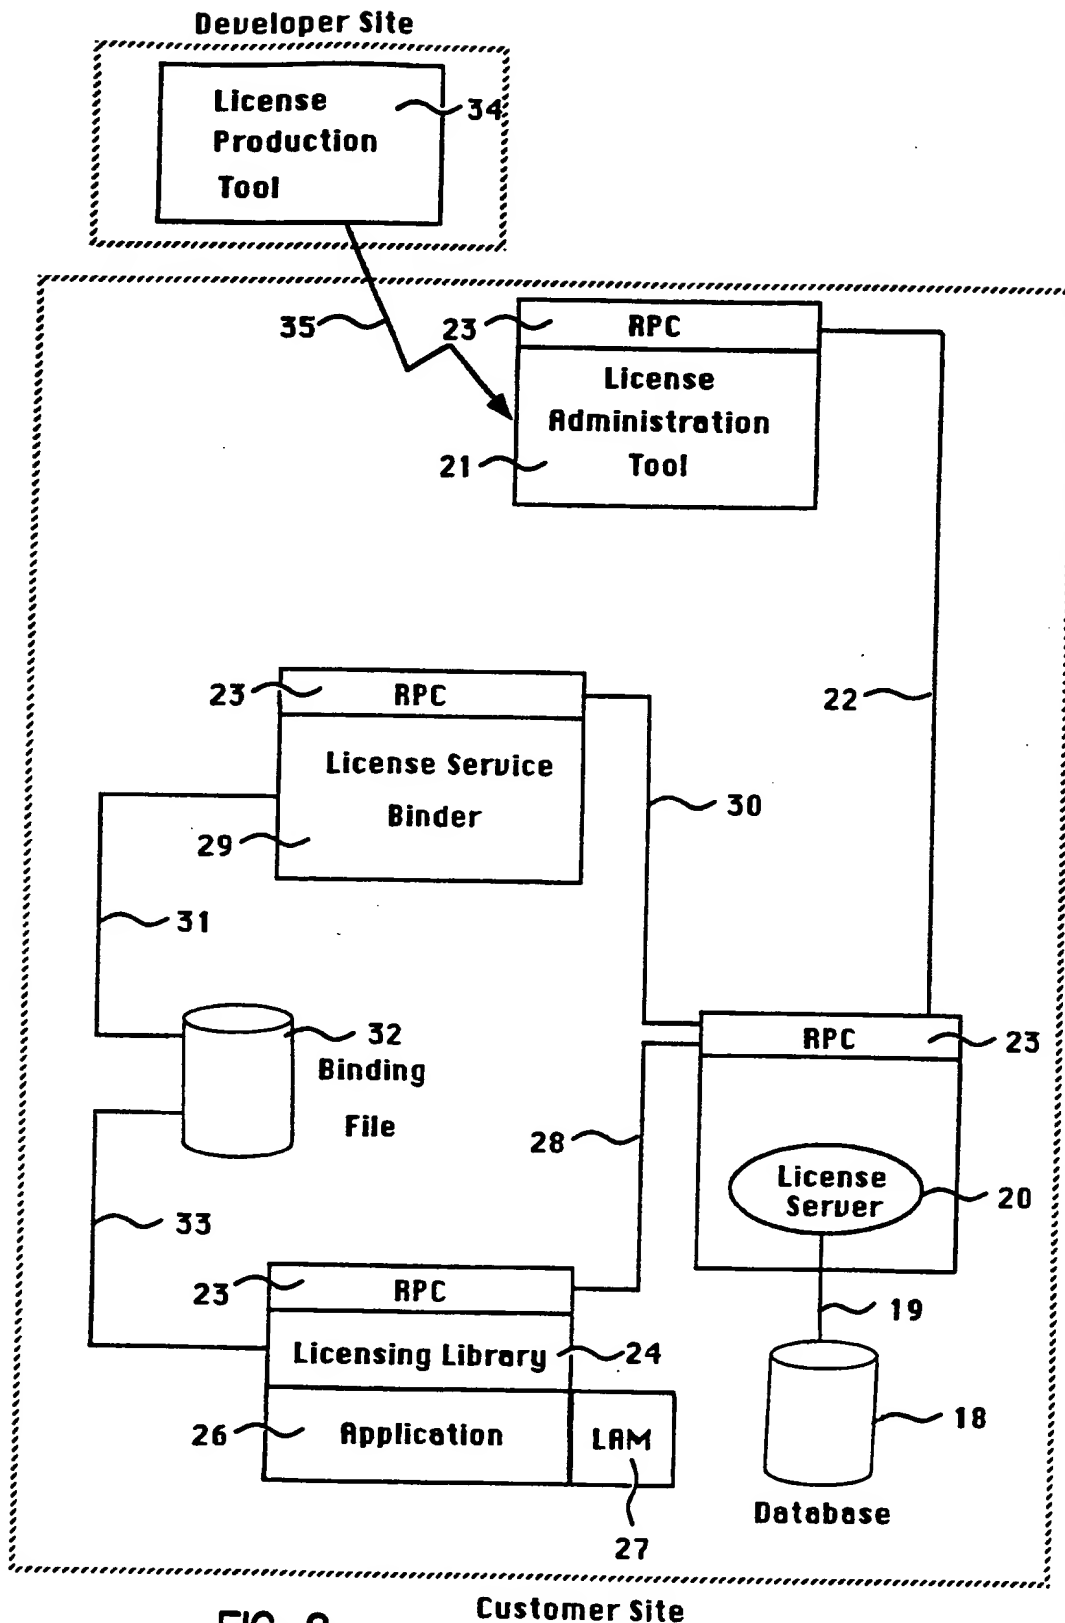 Developer Site
License
Production
Tool
34
35
23
RPC
License
Administration
Tool
21
22
23
RPC
License Service
Binder
29
30
31
32
Binding
File
RPC
23
28
License
Server
20
33
23
RPC
19
Licensing Library
24
26
Application
LAM
18
27
Database
Customer Site